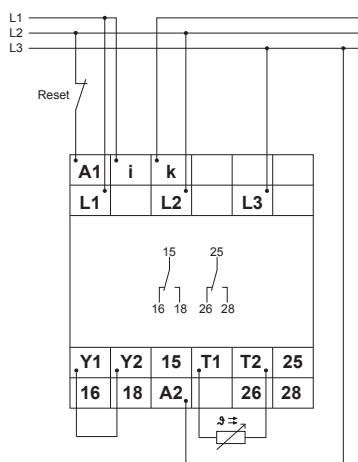 L1
L2
L3
Reset
A1 i k
L1 L2 L3
15 25
16 18 26 28
Y1 Y2 15 T1 T2 25
16 18 A2 26 28
ϑ